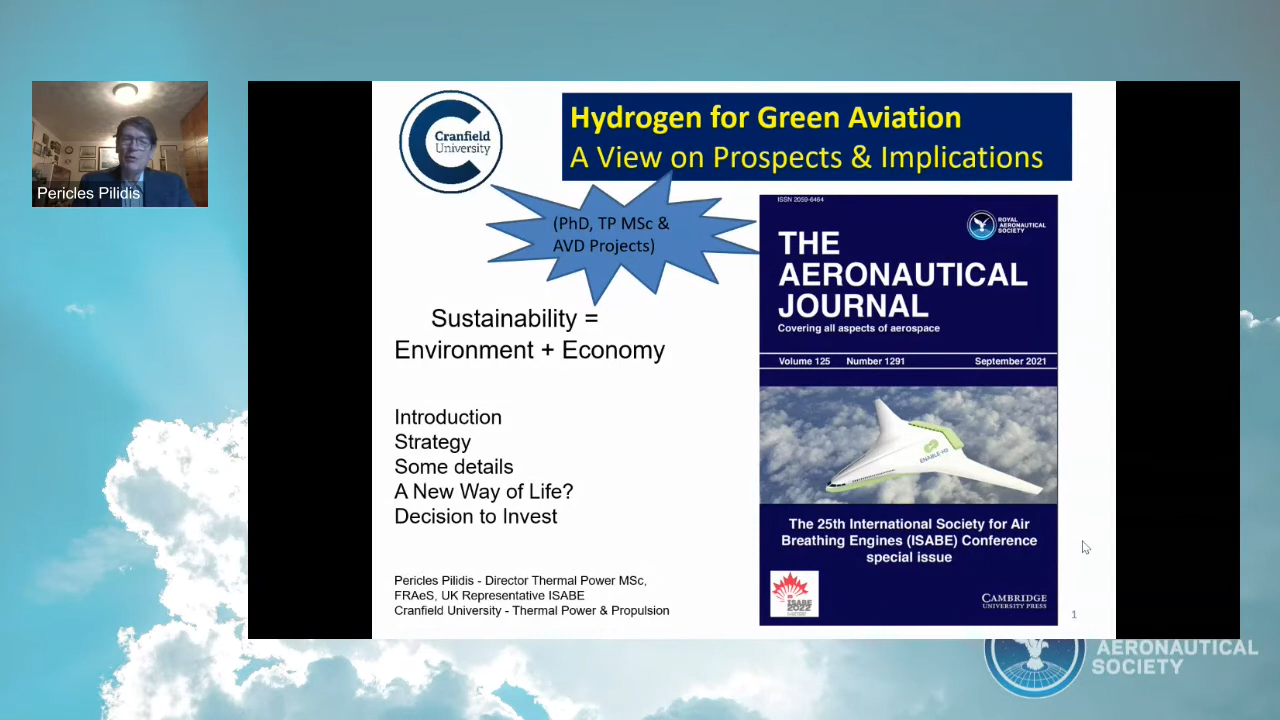 Pericles Pilidis
Cranfield
University
Hydrogen for Green Aviation
A View on Prospects & Implications
(PhD, TP MSc &
AVD Projects)
Sustainability =
Environment + Economy
Introduction
Strategy
Some details
A New Way of Life?
Decision to Invest
Pericles Pilidis - Director Thermal Power MSc,
FRAeS, UK Representative ISABE
Cranfield University - Thermal Power & Propulsion
ISSN 2059-6464
ROYAL
AERONAUTICAL
SOCIETY
THE
AERONAUTICAL
JOURNAL
Covering all aspects of aerospace
Volume 125 Number 1291 September 2021
ENABLE-H2
The 25th International Society for Air
Breathing Engines (ISABE) Conference
special issue
ISABE
2022
CAMBRIDGE
UNIVERSITY PRESS
1
AERONAUTICAL
SOCIETY